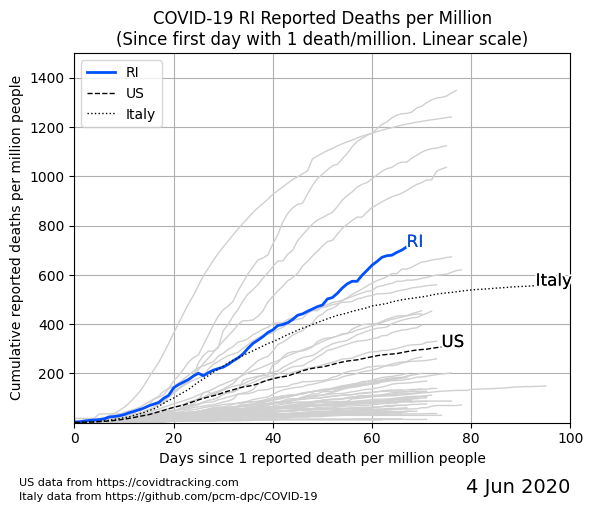 COVID-19 RI Reported Deaths per Million
(Since first day with 1 death/million. Linear scale)
Cumulative reported deaths per million people
1400
1200
1000
800
600
400
200
RI
US
Italy
RI
Italy
US
0 20 40 60 80 100
Days since 1 reported death per million people
US data from https://covidtracking.com
Italy data from https://github.com/pcm-dpc/COVID-19
4 Jun 2020